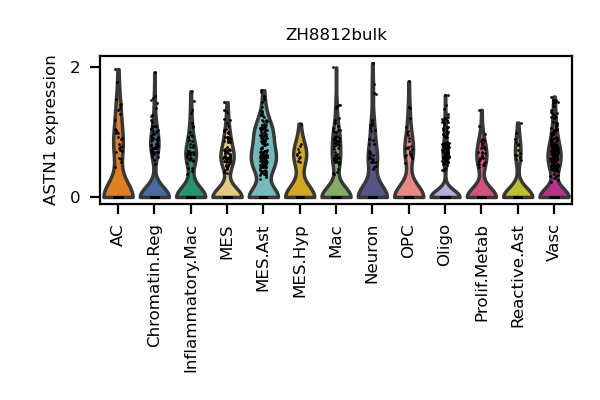 ZH8812bulk
ASTN1 expression
2
0
AC
Chromatin.Reg
Inflammatory.Mac
MES
MES.Ast
MES.Hyp
Mac
Neuron
OPC
Oligo
Prolif.Metab
Reactive.Ast
Vasc